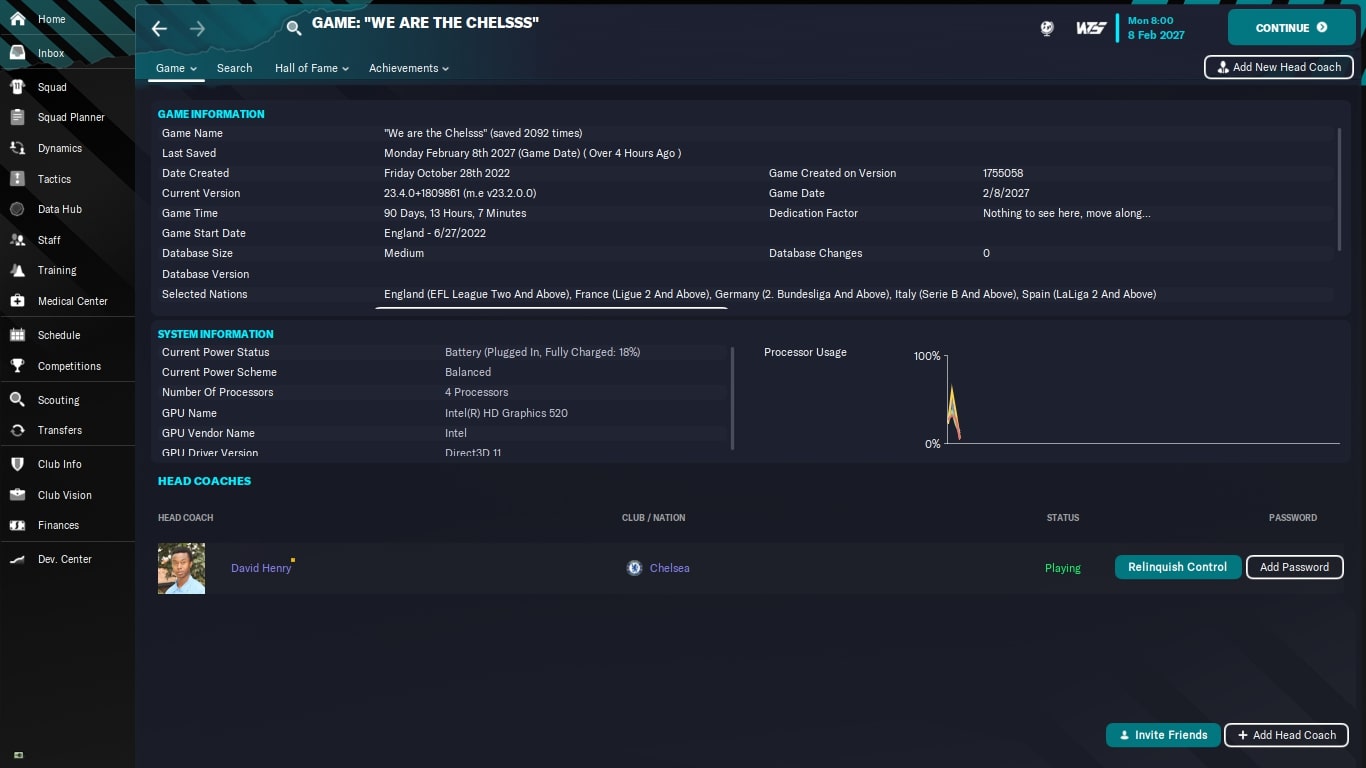 Home
Inbox
Squad
Squad Planner
Dynamics
Tactics
Data Hub
Staff
Training
Medical Center
Schedule
Competitions
Scouting
Transfers
Club Info
Club Vision
Finances
Dev. Center
GAME: "WE ARE THE CHELSSS"
Mon 8:00
8 Feb 2027
CONTINUE
Game Search Hall of Fame Achievements
Add New Head Coach
GAME INFORMATION
Game Name "We are the Chelsss" (saved 2092 times)
Last Saved Monday February 8th 2027 (Game Date) ( Over 4 Hours Ago )
Date Created Friday October 28th 2022 Game Created on Version 1755058
Current Version 23.4.0+1809861 (m.e v23.2.0.0) Game Date 2/8/2027
Game Time 90 Days, 13 Hours, 7 Minutes Dedication Factor Nothing to see here, move along...
Game Start Date England - 6/27/2022
Database Size Medium Database Changes 0
Database Version
Selected Nations England (EFL League Two And Above), France (Ligue 2 And Above), Germany (2. Bundesliga And Above), Italy (Serie B And Above), Spain (LaLiga 2 And Above)
SYSTEM INFORMATION
Current Power Status Battery (Plugged In, Fully Charged: 18%)
Current Power Scheme Balanced
Number Of Processors 4 Processors
GPU Name Intel(R) HD Graphics 520
GPU Vendor Name Intel
GPU Driver Version Direct3D 11
Processor Usage
100%
0%
HEAD COACHES
HEAD COACH CLUB / NATION STATUS PASSWORD
David Henry Chelsea Playing Relinquish Control Add Password
Invite Friends Add Head Coach